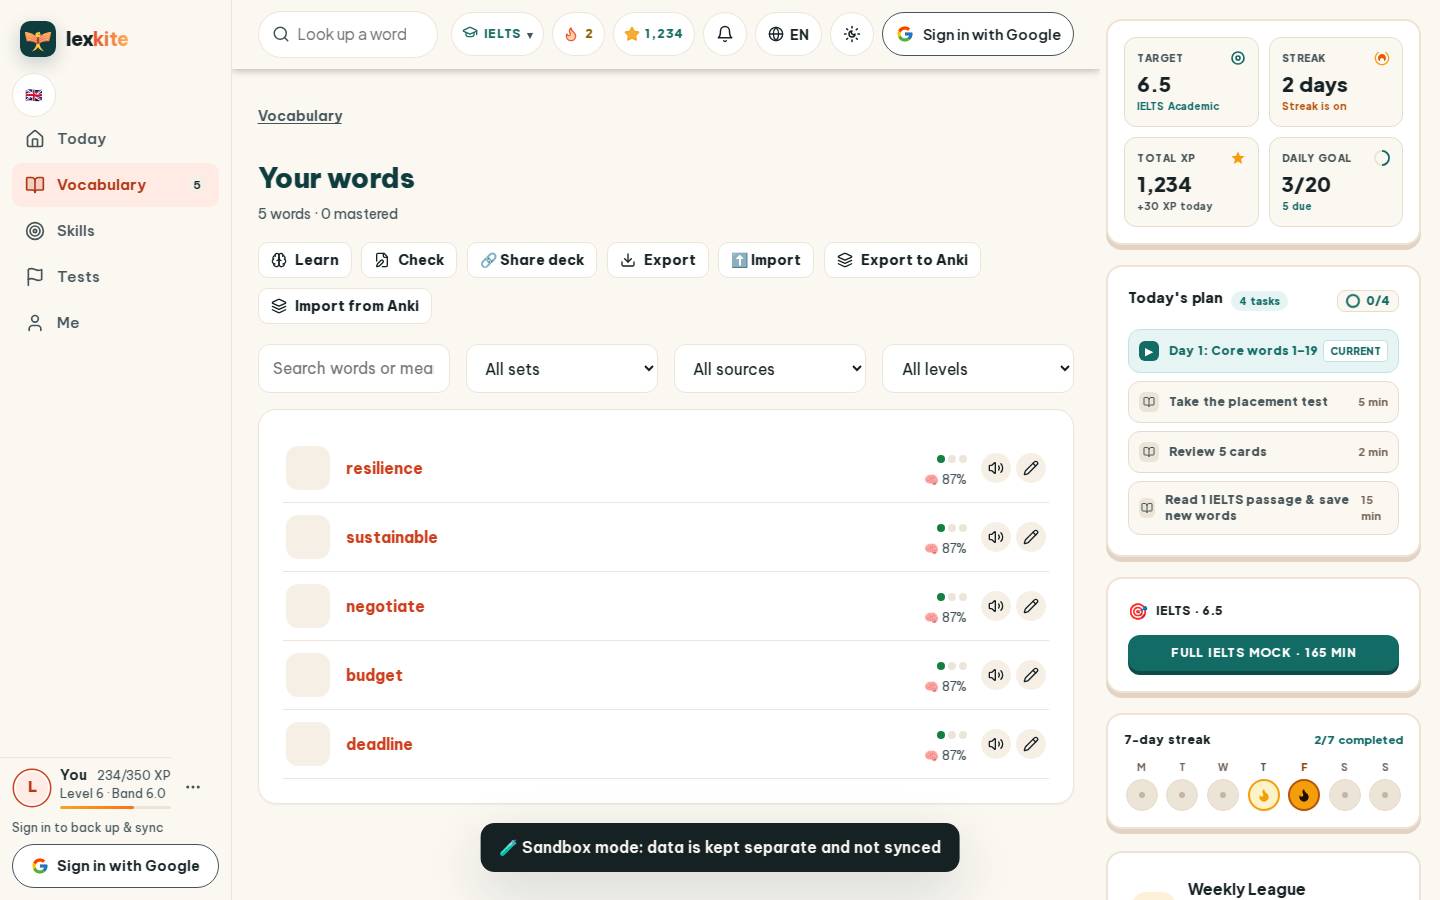 lexkite
Today
Vocabulary 5
Skills
Tests
Me
You 234/350 XP
Level 6 · Band 6.0
L
Sign in to back up & sync
Sign in with Google
Look up a word
IELTS ▾
2
1,234
EN
Sign in with Google
Vocabulary
Your words
5 words · 0 mastered
Learn
Check
Share deck
Export
Import
Export to Anki
Import from Anki
Search words or mea
All sets
All sources
All levels
resilience
87%
sustainable
87%
negotiate
87%
budget
87%
deadline
87%
🧪 Sandbox mode: data is kept separate and not synced
TARGET
6.5
IELTS Academic
STREAK
2 days
Streak is on
TOTAL XP
1,234
+30 XP today
DAILY GOAL
3/20
5 due
Today's plan 4 tasks 0/4
Day 1: Core words 1–19 CURRENT
Take the placement test 5 min
Review 5 cards 2 min
Read 1 IELTS passage & save new words 15 min
IELTS · 6.5
FULL IELTS MOCK · 165 MIN
7-day streak 2/7 completed
M T W T F S S
Weekly League